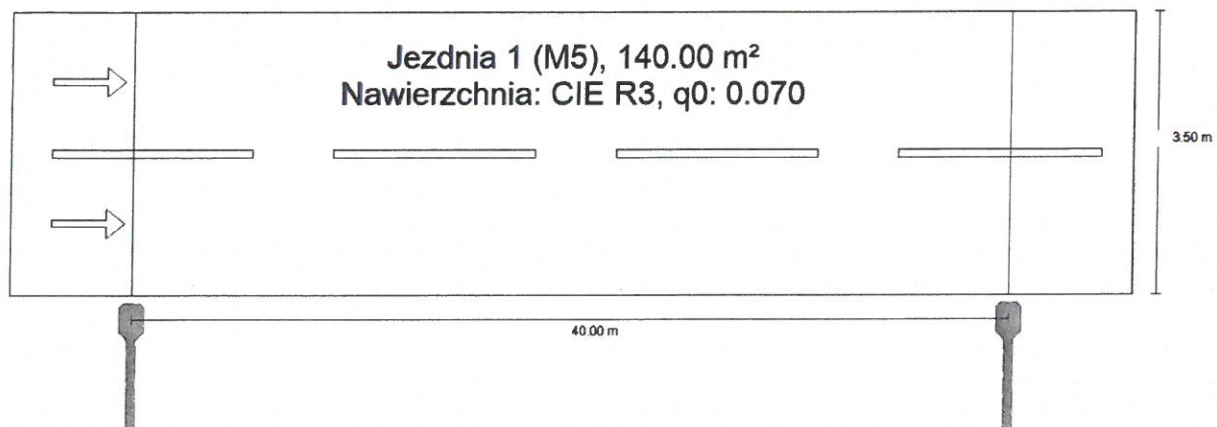 Jezdnia 1 (M5), 140.00 m²
Nawierzchnia: CIE R3, q0: 0.070
3.50 m
40.00 m